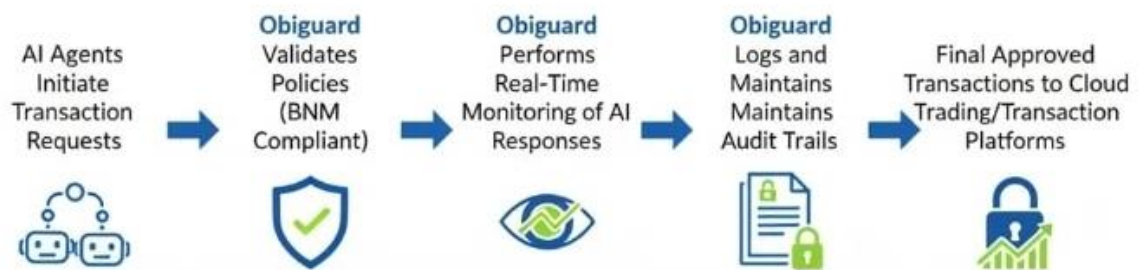 AI Agents
Initiate
Transaction
Requests
Obiguard
Validates
Policies
(BNM
Compliant)
Obiguard
Performs
Real-Time
Monitoring of AI
Responses
Obiguard
Logs and
Maintains
Maintains
Audit Trails
Final Approved
Transactions to Cloud
Trading/Transaction
Platforms